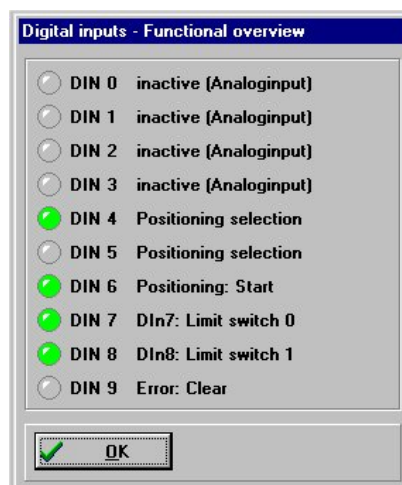 Digital inputs - Functional overview
DIN 0 inactive (Analoginput)
DIN 1 inactive (Analoginput)
DIN 2 inactive (Analoginput)
DIN 3 inactive (Analoginput)
DIN 4 Positioning selection
DIN 5 Positioning selection
DIN 6 Positioning: Start
DIN 7 DIn7: Limit switch 0
DIN 8 DIn8: Limit switch 1
DIN 9 Error: Clear
OK